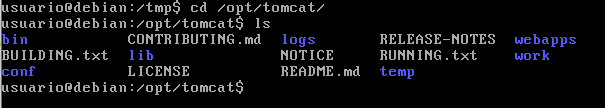 usuario@debian:/tmp$ cd /opt/tomcat/
usuario@debian:/opt/tomcat$ ls
bin CONTRIBUTING.md logs RELEASE-NOTES webapps
BUILDING.txt lib NOTICE RUNNING.txt work
conf LICENSE README.md temp
usuario@debian:/opt/tomcat$